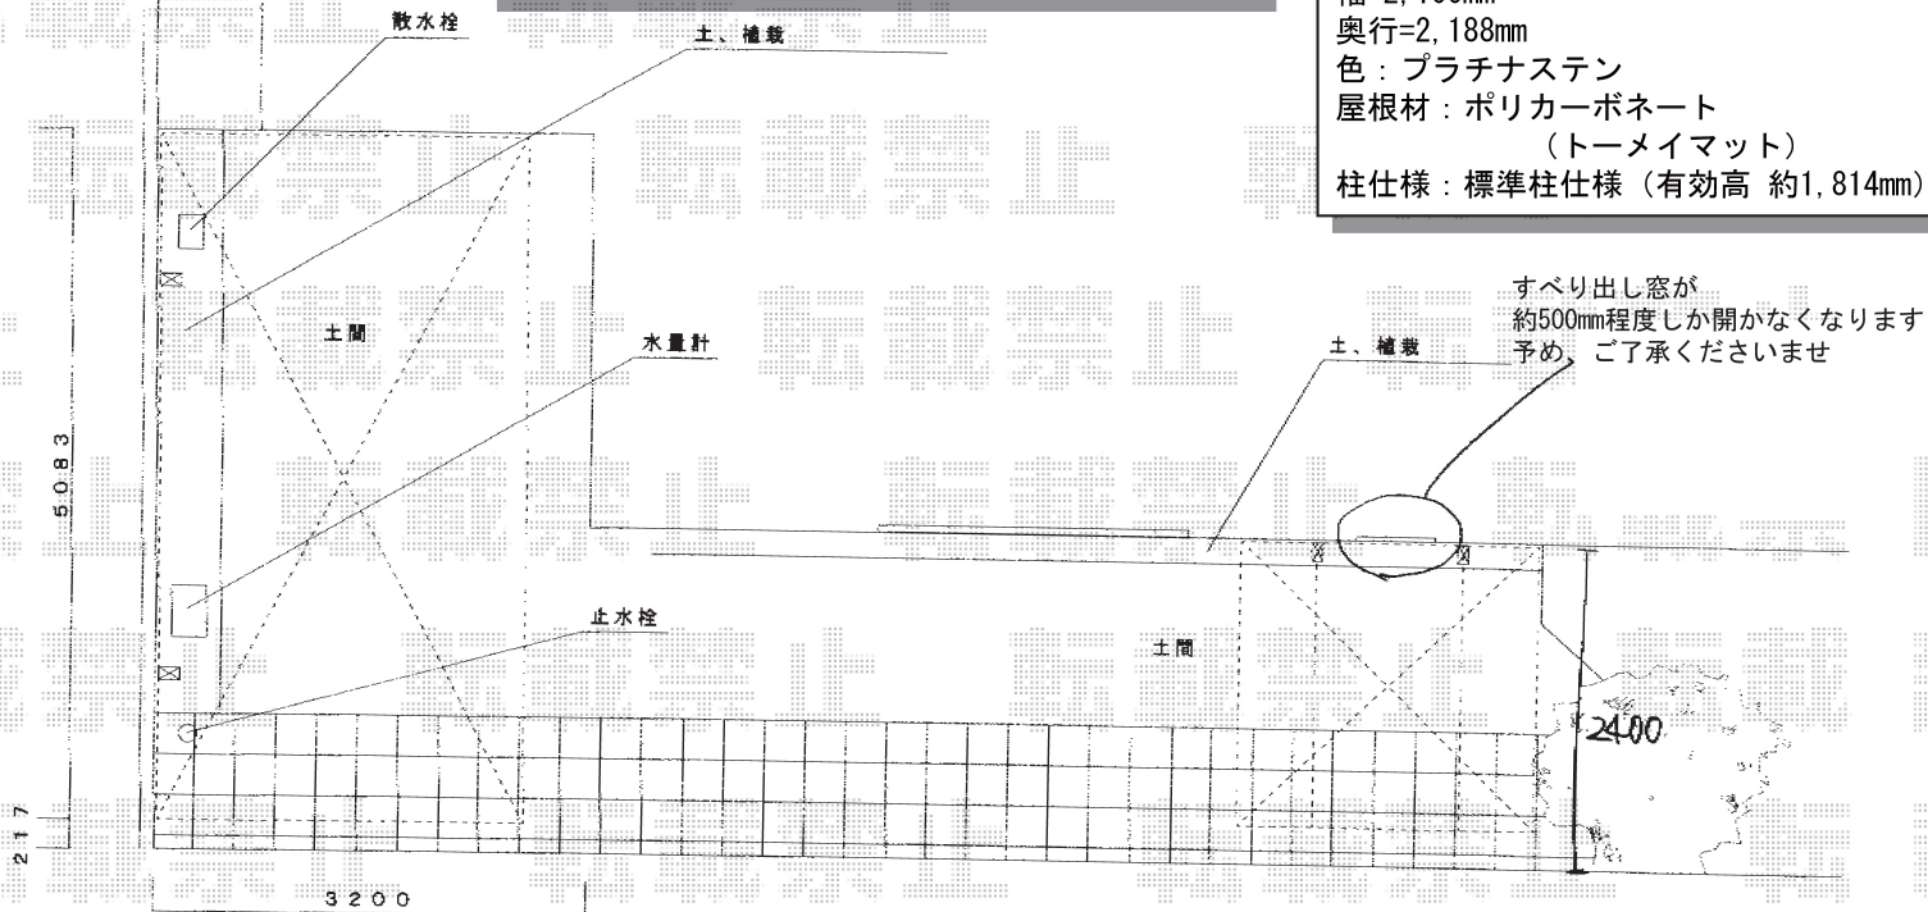 奥行=2,188mm
色：プラチナステン
屋根材：ポリカーボネート
（トーメイマット）
柱仕様：標準柱仕様（有効高 約1,814mm）
散水栓
土、植栽
すべり出し窓が
約500mm程度しか開かなくなります
予め、ご了承くださいませ
土間
水量計
土、植栽
5083
止水栓
土間
2400
217
3200
転載禁止